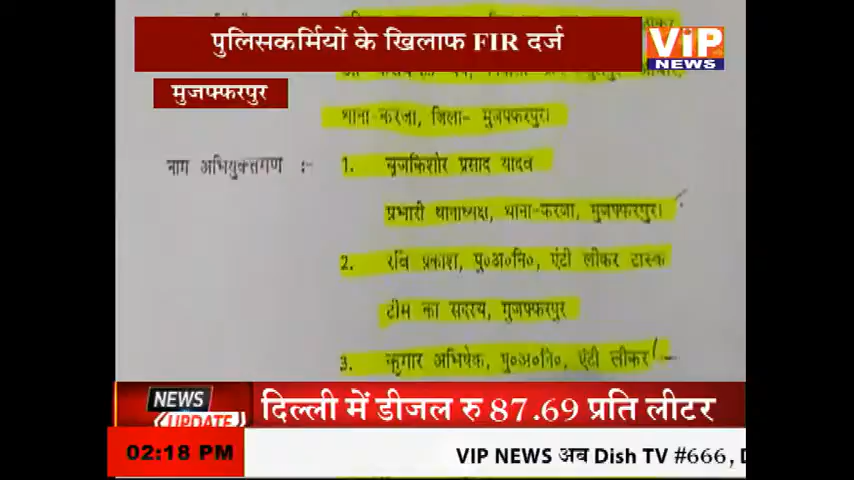 पुलिसकर्मियों के खिलाफ FIR दर्ज
ViP
NEWS
मुजफ्फरपुर
थाना-करजा, जिला- मुजफ्फरपुर।
नाम अभियुक्तगण :-
1. बृजकिशोर प्रसाद यादव
प्रभारी थानाध्यक्ष, थाना-करजा, मुजफ्फरपुर।
2. रवि प्रकाश, पु०अ०नि०, एंटी लीकर टास्क
टीम का सदस्य, मुजफ्फरपुर
3. कुमार अभिषेक, पु०अ०नि०, एंटी लीकर
NEWS
UPDATE
दिल्ली में डीजल रु 87.69 प्रति लीटर
02:18 PM
VIP NEWS अब Dish TV #666,